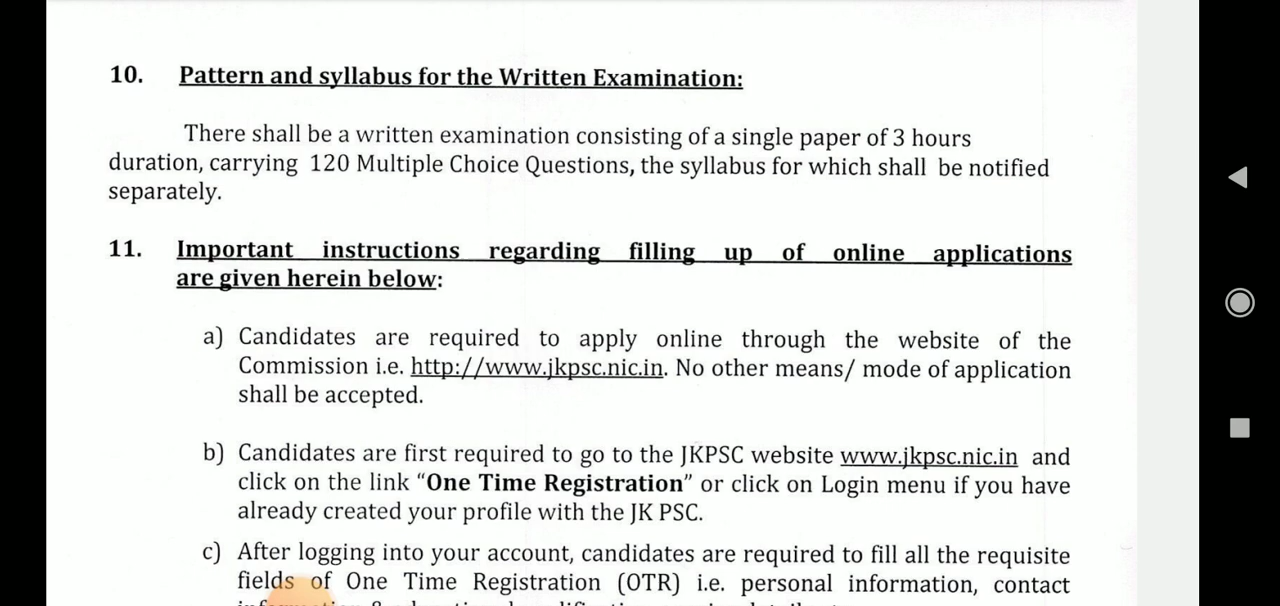 10. Pattern and syllabus for the Written Examination:
There shall be a written examination consisting of a single paper of 3 hours
duration, carrying 120 Multiple Choice Questions, the syllabus for which shall be notified
separately.
11. Important instructions regarding filling up of online applications
are given herein below:
a) Candidates are required to apply online through the website of the
Commission i.e. http://www.jkpsc.nic.in. No other means/ mode of application
shall be accepted.
b) Candidates are first required to go to the JKPSC website www.jkpsc.nic.in and
click on the link “One Time Registration” or click on Login menu if you have
already created your profile with the JK PSC.
c) After logging into your account, candidates are required to fill all the requisite
fields of One Time Registration (OTR) i.e. personal information, contact